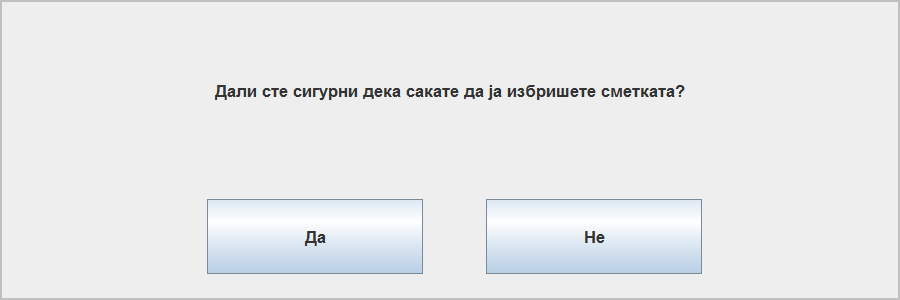 Дали сте сигурни дека сакате да ја избришете сметката?
Да
Не